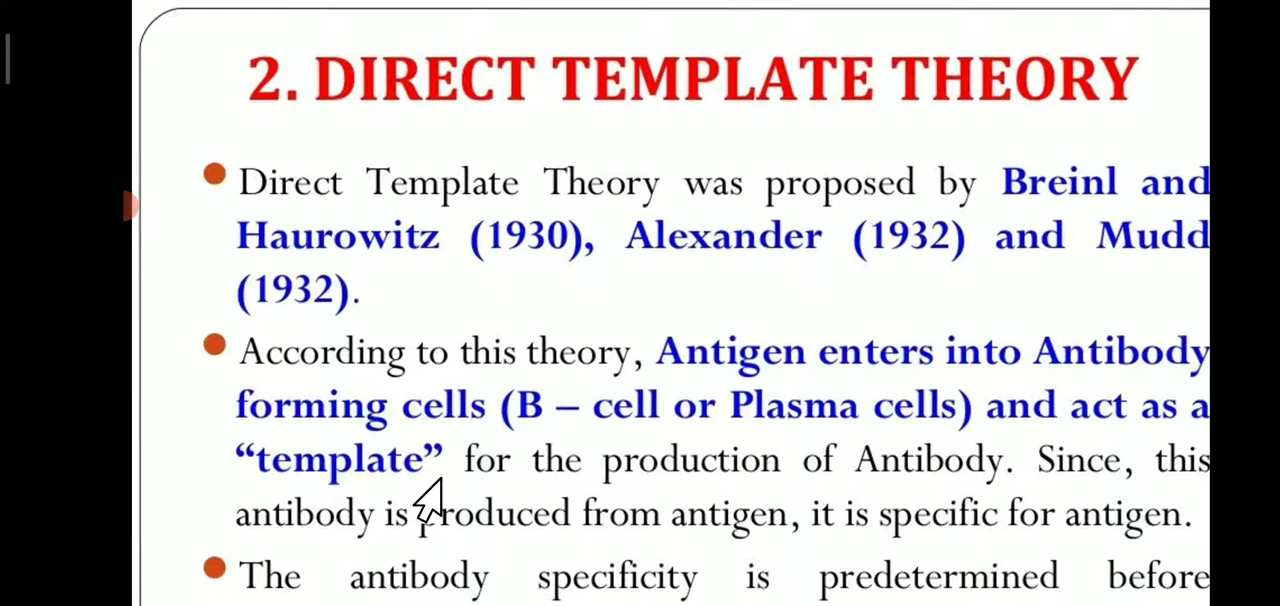 2. DIRECT TEMPLATE THEORY
Direct Template Theory was proposed by Breinl and
Haurowitz (1930), Alexander (1932) and Mudd
(1932).
According to this theory, Antigen enters into Antibody
forming cells (B – cell or Plasma cells) and act as a
“template” for the production of Antibody. Since, this
antibody is produced from antigen, it is specific for antigen.
The antibody specificity is predetermined before